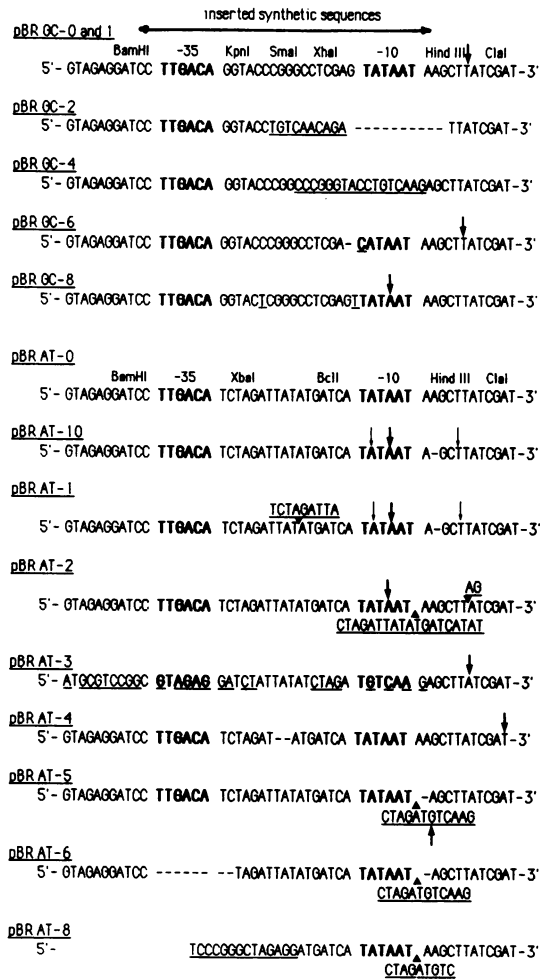 inserted synthetic sequences
pBR GC-0 and 1
BamHI -35 KpnI SmaI XhaI -10 Hind III ClaI
5'- GTAGAGGATCC TTGACA GGTACCCGGGCCTCGAG TATAAT AAGCTTATCGAT-3'
pBR GC-2
5'- GTAGAGGATCC TTGACA GGTACCTGTCAACAGA ---------- TTATCGAT-3'
pBR GC-4
5'- GTAGAGGATCC TTGACA GGTACCCGGCCCGGGTACCTGTCAAGAGCTTATCGAT-3'
pBR GC-6
5'- GTAGAGGATCC TTGACA GGTACCCGGGCCTCGA- CATAAT AAGCTTATCGAT-3'
pBR GC-8
5'- GTAGAGGATCC TTGACA GGTACTCGGGCCTCGAGTTATAAT AAGCTTATCGAT-3'
pBR AT-0
BamHI -35 XbaI BclI -10 Hind III ClaI
5'- GTAGAGGATCC TTGACA TCTAGATTATATGATCA TATAAT AAGCTTATCGAT-3'
pBR AT-10
5'- GTAGAGGATCC TTGACA TCTAGATTATATGATCA TATAAT A-GCTTATCGAT-3'
pBR AT-1
TCTAGATTA
5'- GTAGAGGATCC TTGACA TCTAGATTATATGATCA TATAAT A-GCTTATCGAT-3'
pBR AT-2
AG
5'- GTAGAGGATCC TTGACA TCTAGATTATATGATCA TATAAT AAGCTTATCGAT-3'
CTAGATTATATGATCATAT
pBR AT-3
5'- ATGCGTCCGGC GTAGAG GATCTATTATATCTAGA TGTCAA GAGCTTATCGAT-3'
pBR AT-4
5'- GTAGAGGATCC TTGACA TCTAGAT--ATGATCA TATAAT AAGCTTATCGAT-3'
pBR AT-5
5'- GTAGAGGATCC TTGACA TCTAGATTATATGATCA TATAAT -AGCTTATCGAT-3'
CTAGATGTCAAG
pBR AT-6
5'- GTAGAGGATCC ------ --TAGATTATATGATCA TATAAT -AGCTTATCGAT-3'
CTAGATGTCAAG
pBR AT-8
5'- TCCCGGGCTAGAGGATGATCA TATAAT AAGCTTATCGAT-3'
CTAGATGTC